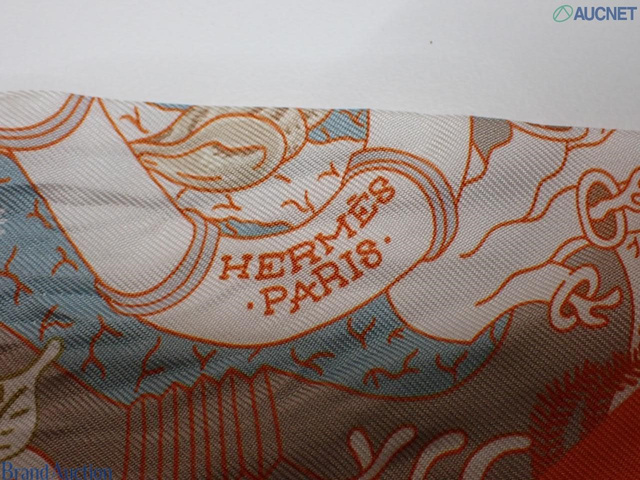 AUCNET
HERMÈS
·PARIS·
Brand Auction